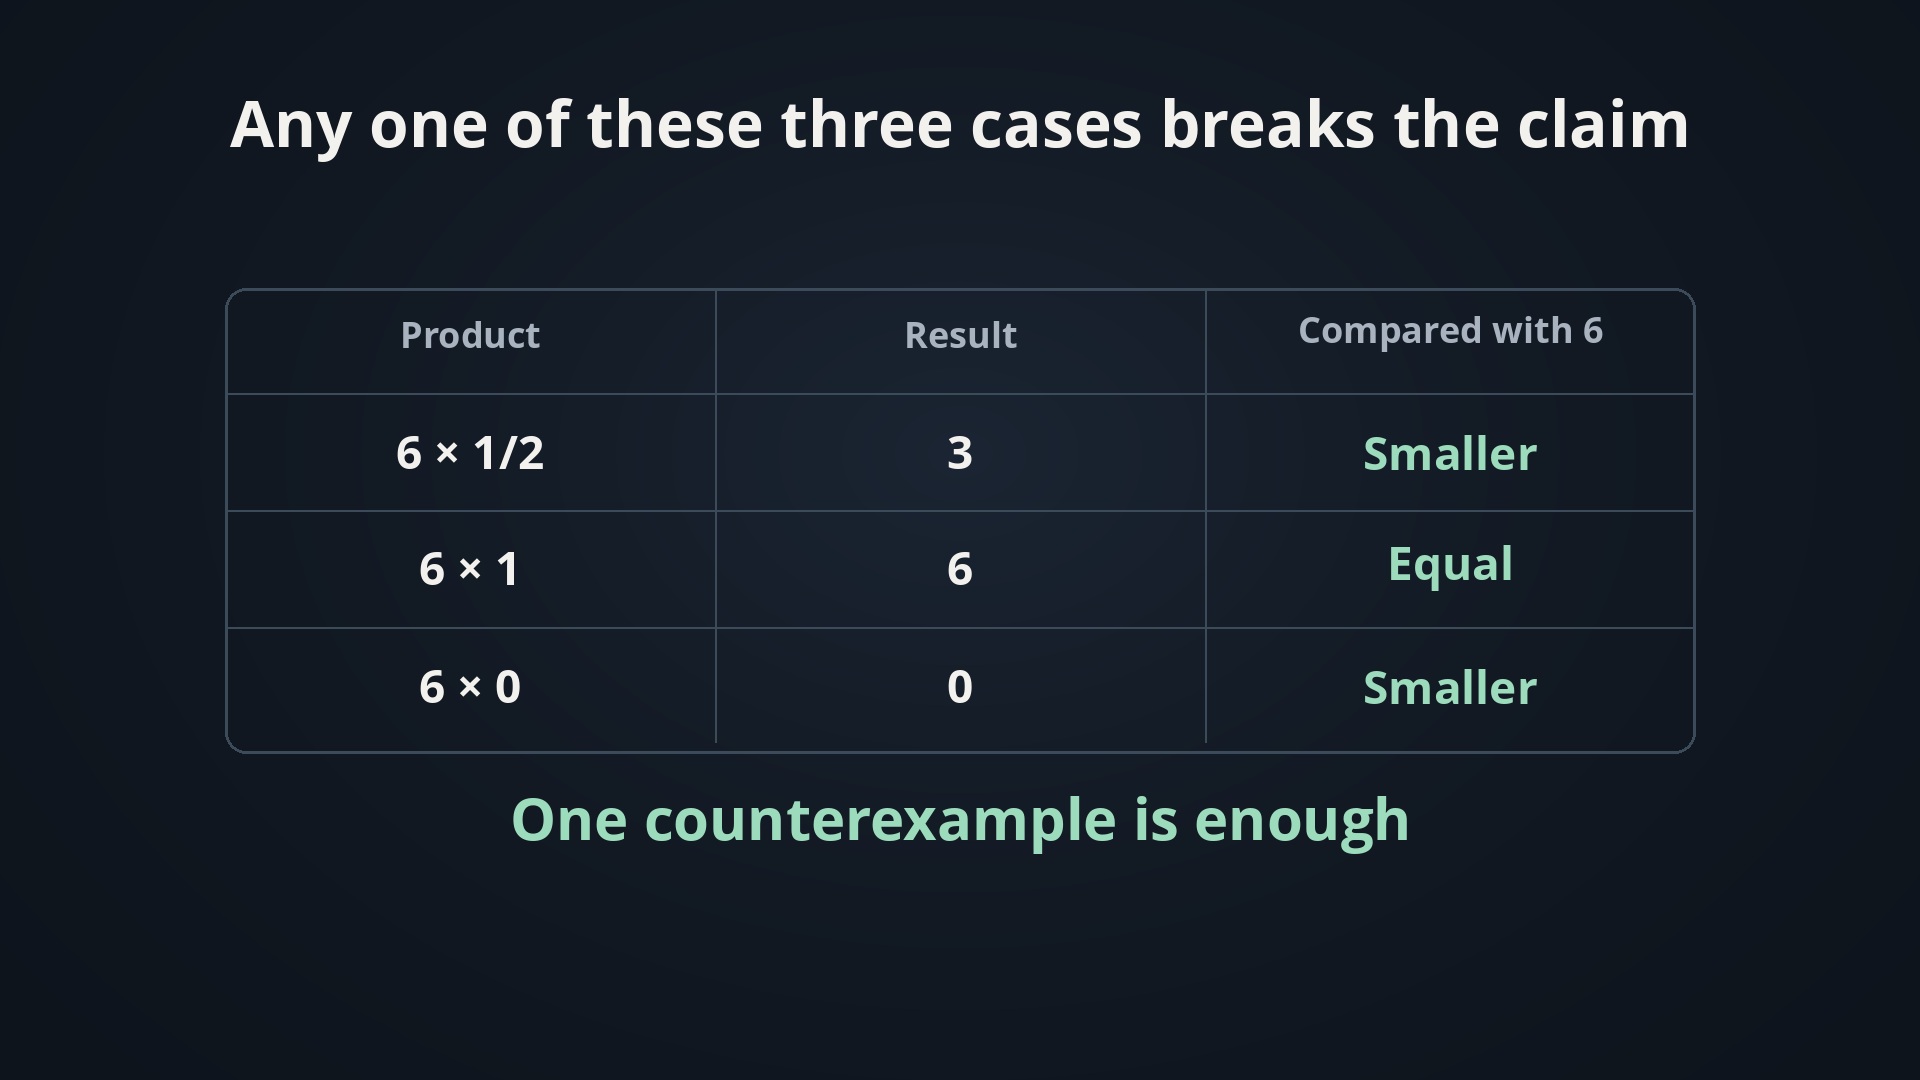 Any one of these three cases breaks the claim
Product Result Compared with 6
6 × 1/2 3 Smaller
6 × 1 6 Equal
6 × 0 0 Smaller
One counterexample is enough